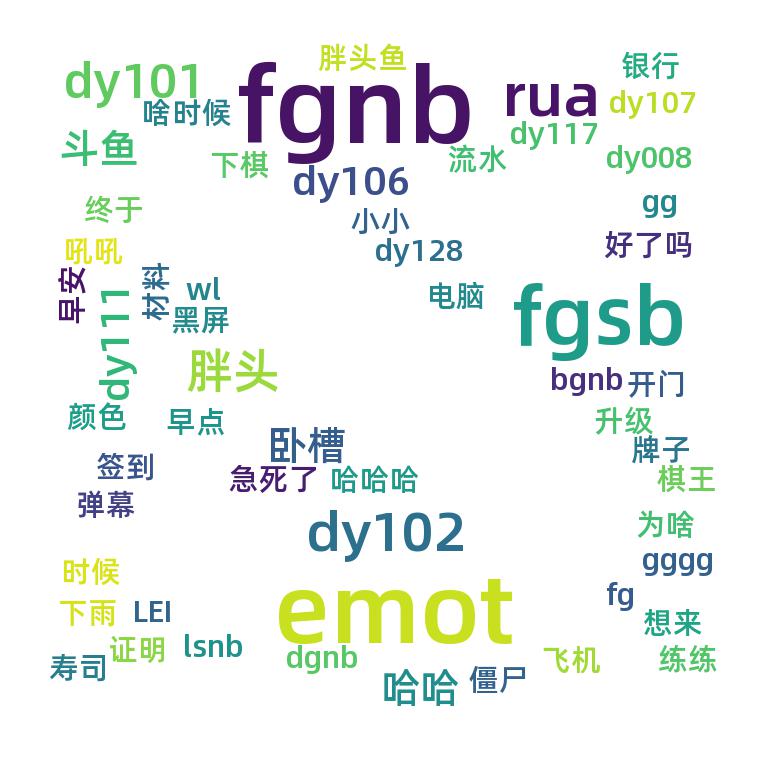 胖头鱼
银行
dy101
fgnb
rua
dy107
啥时候
dy117
斗鱼
下棋
流水
dy008
dy106
终于
小小
gg
吼吼
dy128
好了吗
早安
材料
wl
电脑
dy111
黑屏
fgsb
胖头
bgnb
开门
颜色
早点
升级
卧槽
牌子
签到
急死了
哈哈哈
棋王
弹幕
dy102
为啥
时候
gggg
emot
fg
下雨
LEI
想来
证明
lsnb
dgnb
飞机
练练
寿司
哈哈
僵尸